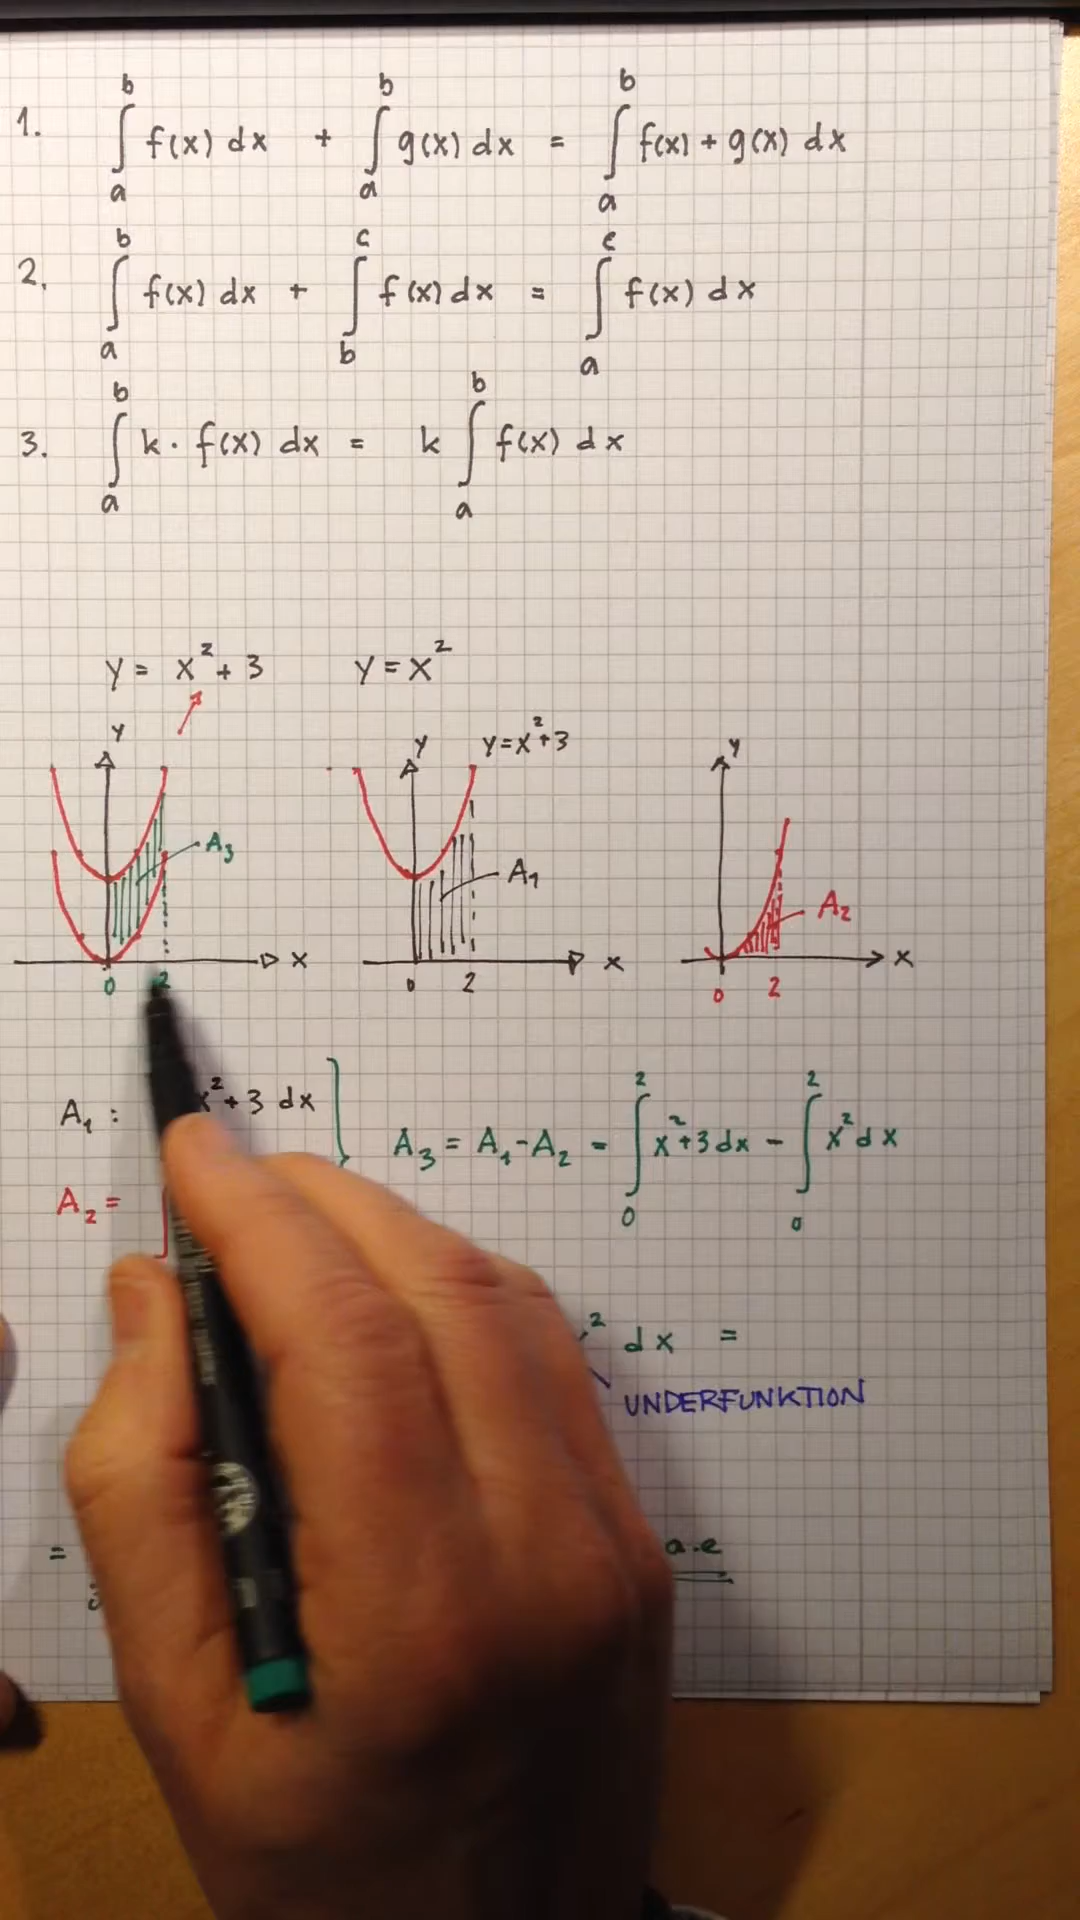 1. ∫_a^b f(x) dx + ∫_a^b g(x) dx = ∫_a^b f(x) + g(x) dx
2. ∫_a^b f(x) dx + ∫_b^c f(x) dx = ∫_a^c f(x) dx
3. ∫_a^b k · f(x) dx = k ∫_a^b f(x) dx
y = x² + 3 y = x²
y y y = x² + 3 y
A₃ A₁ A₂
x x x
0 2 0 2 0 2
A₁ : x² + 3 dx
A₃ = A₁ - A₂ = ∫_0^2 x² + 3 dx - ∫_0^2 x² dx
A₂ =
² dx =
UNDERFUNKTION
= a.e